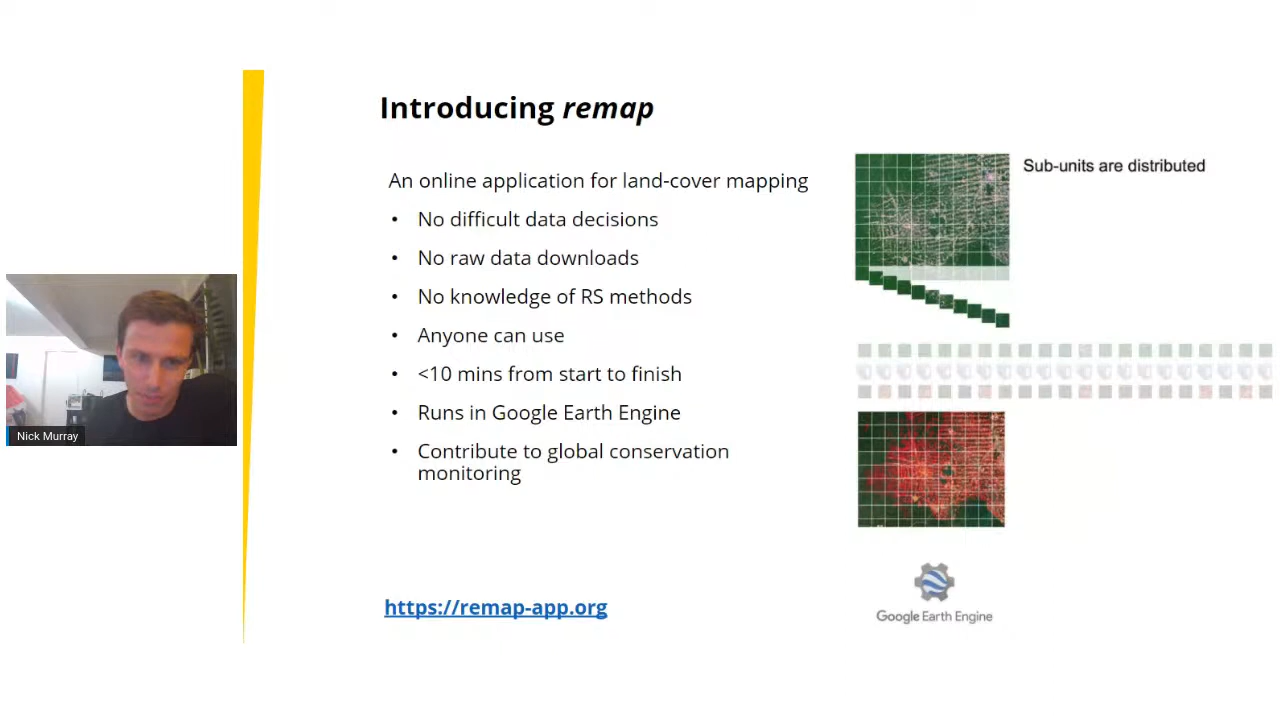 Introducing remap
An online application for land-cover mapping
• No difficult data decisions
• No raw data downloads
• No knowledge of RS methods
• Anyone can use
• <10 mins from start to finish
• Runs in Google Earth Engine
• Contribute to global conservation
monitoring
https://remap-app.org
Sub-units are distributed
Google Earth Engine
Nick Murray